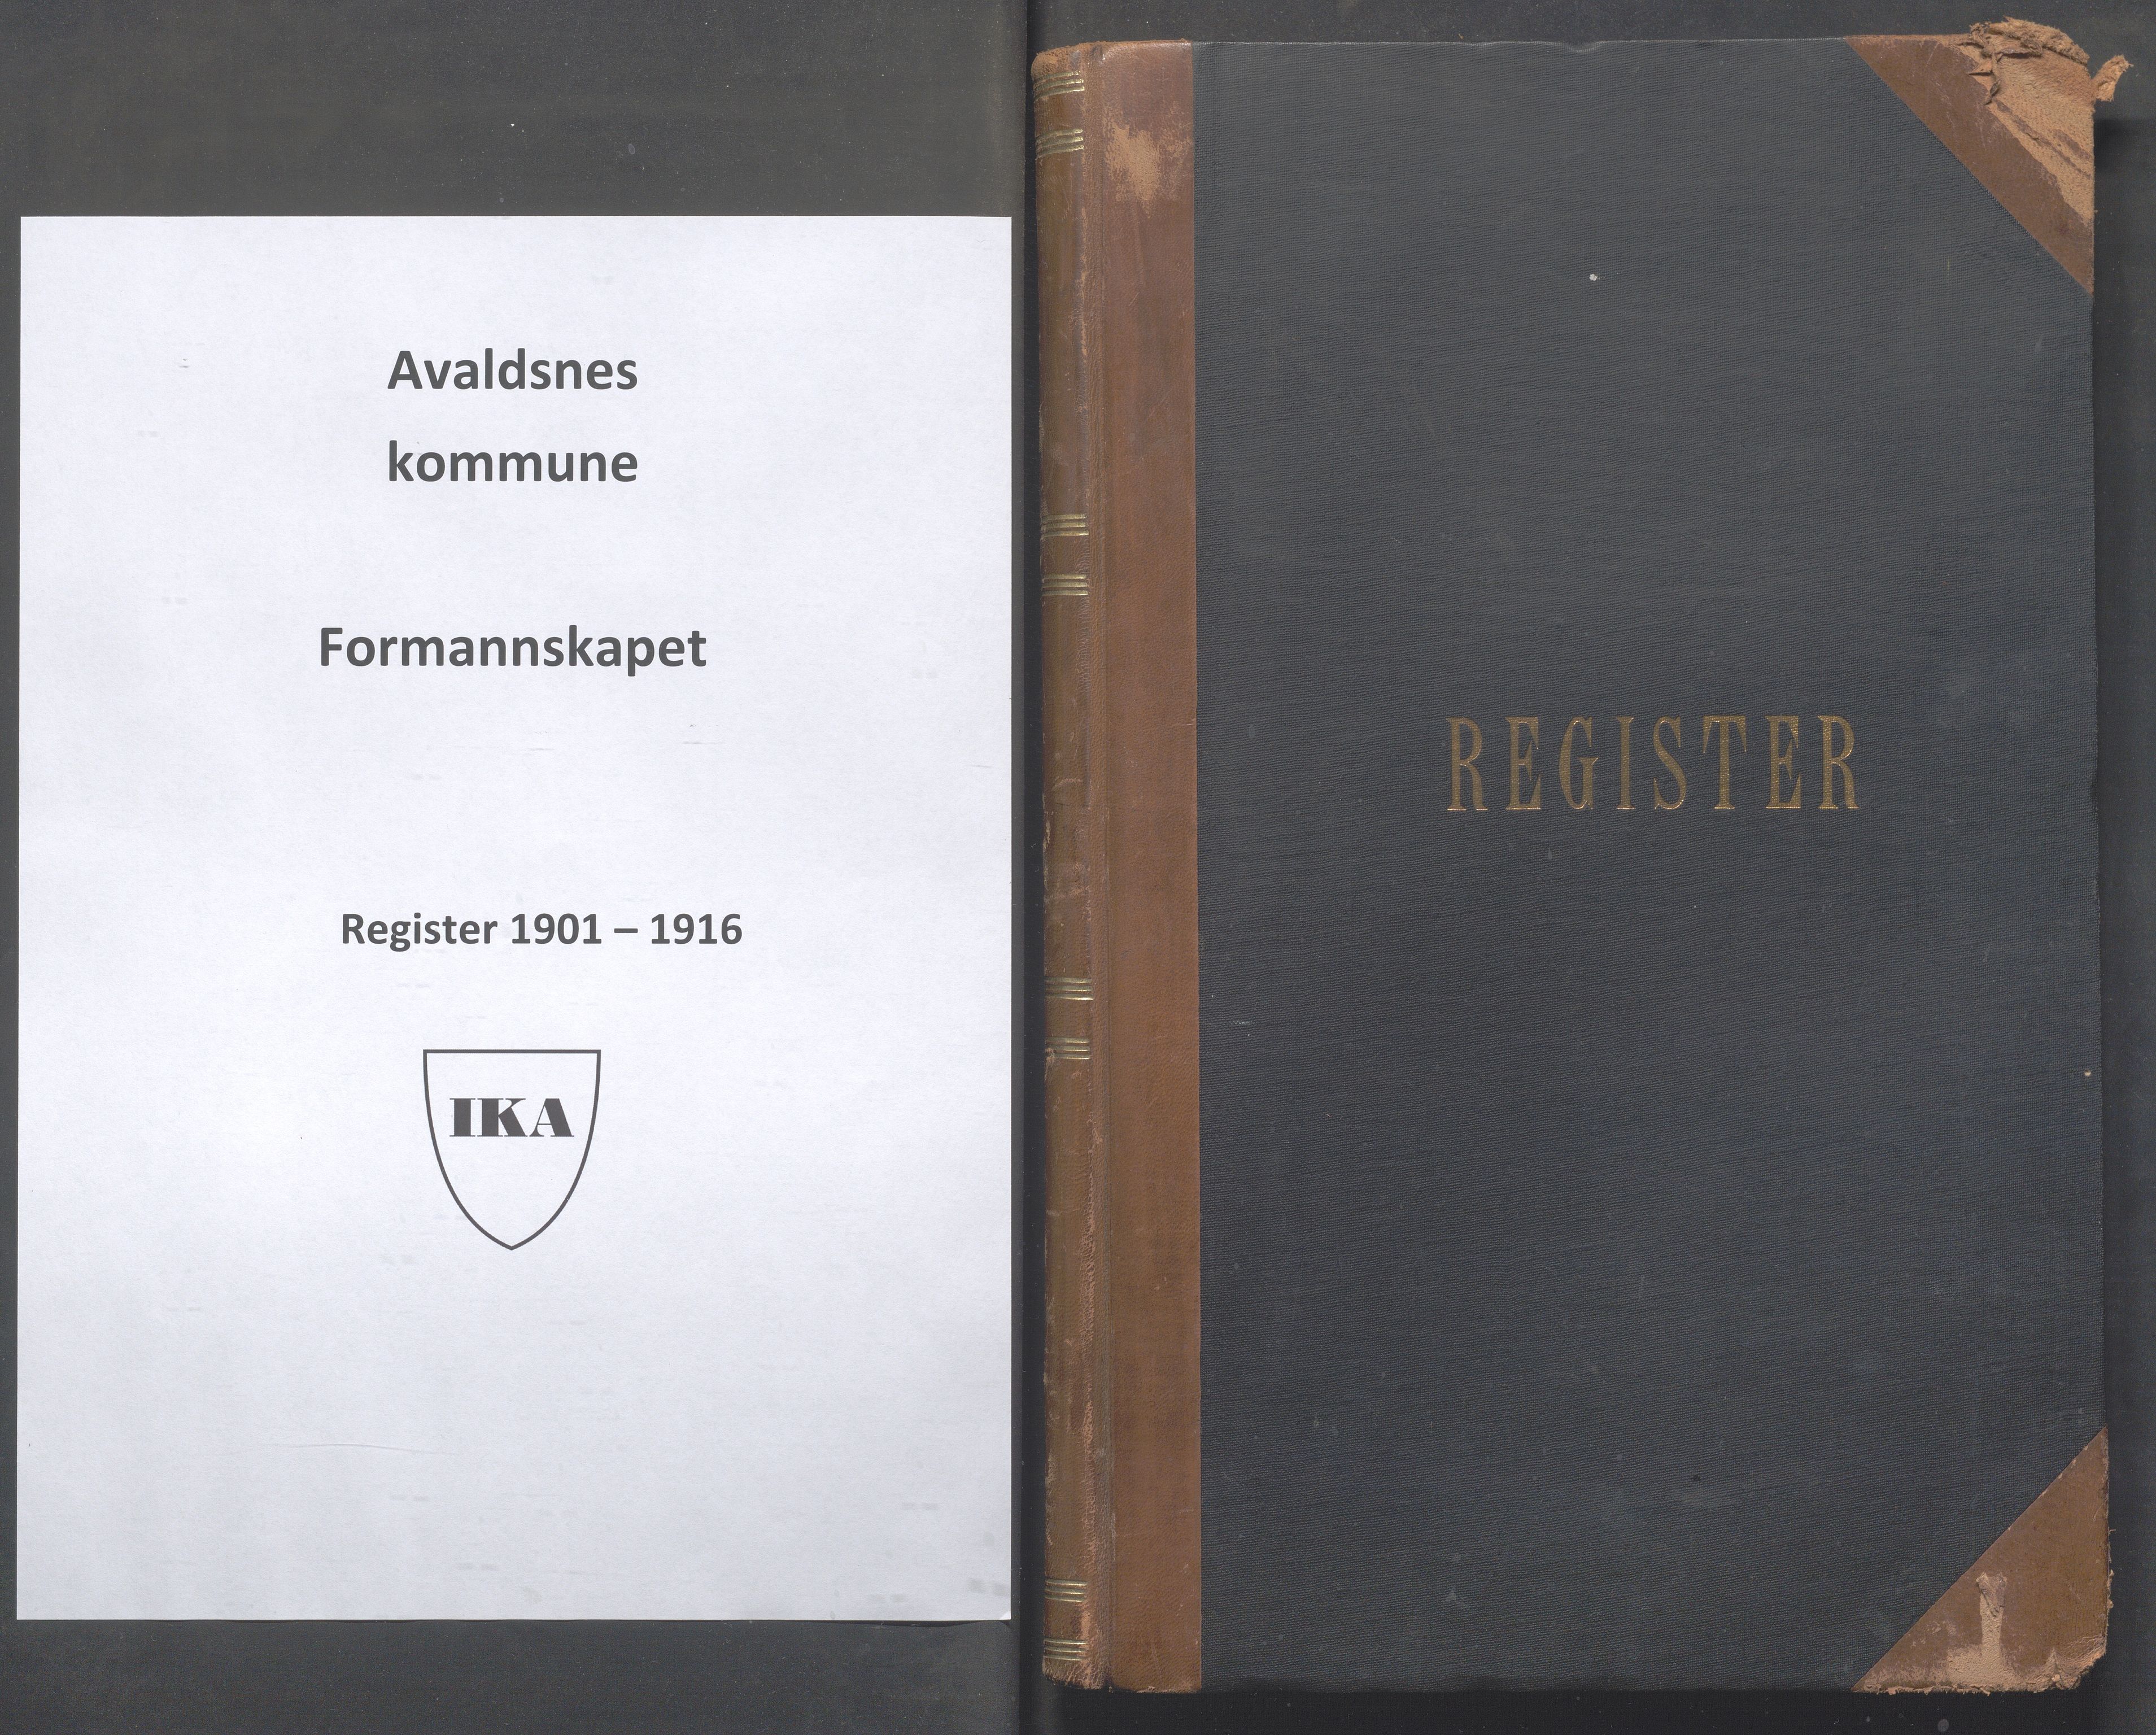 Avaldsnes
kommune
Formannskapet
Register 1901 – 1916
IKA
REGISTER